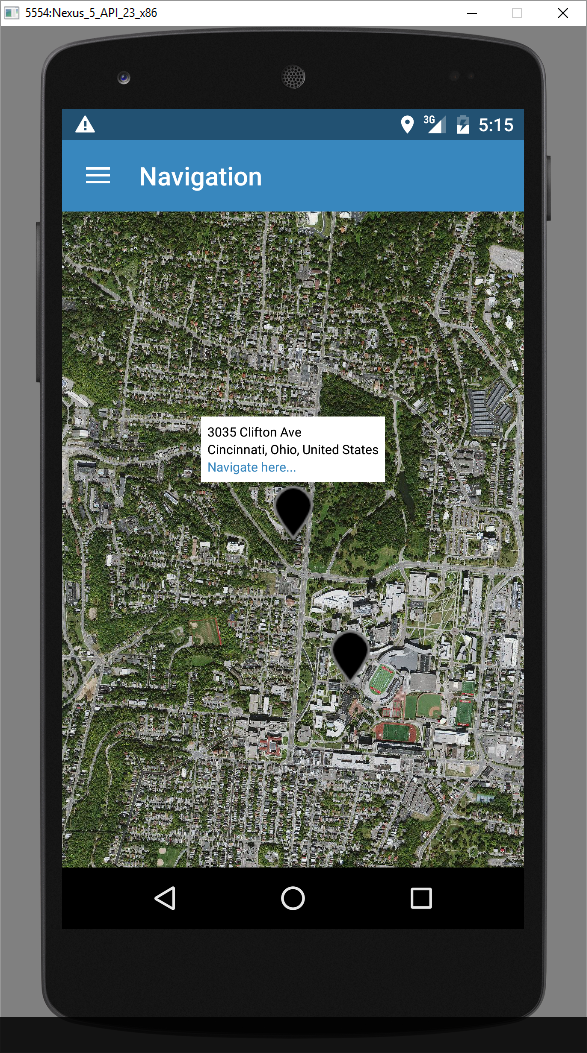 5554:Nexus_5_API_23_x86
3G 5:15
Navigation
3035 Clifton Ave
Cincinnati, Ohio, United States
Navigate here...